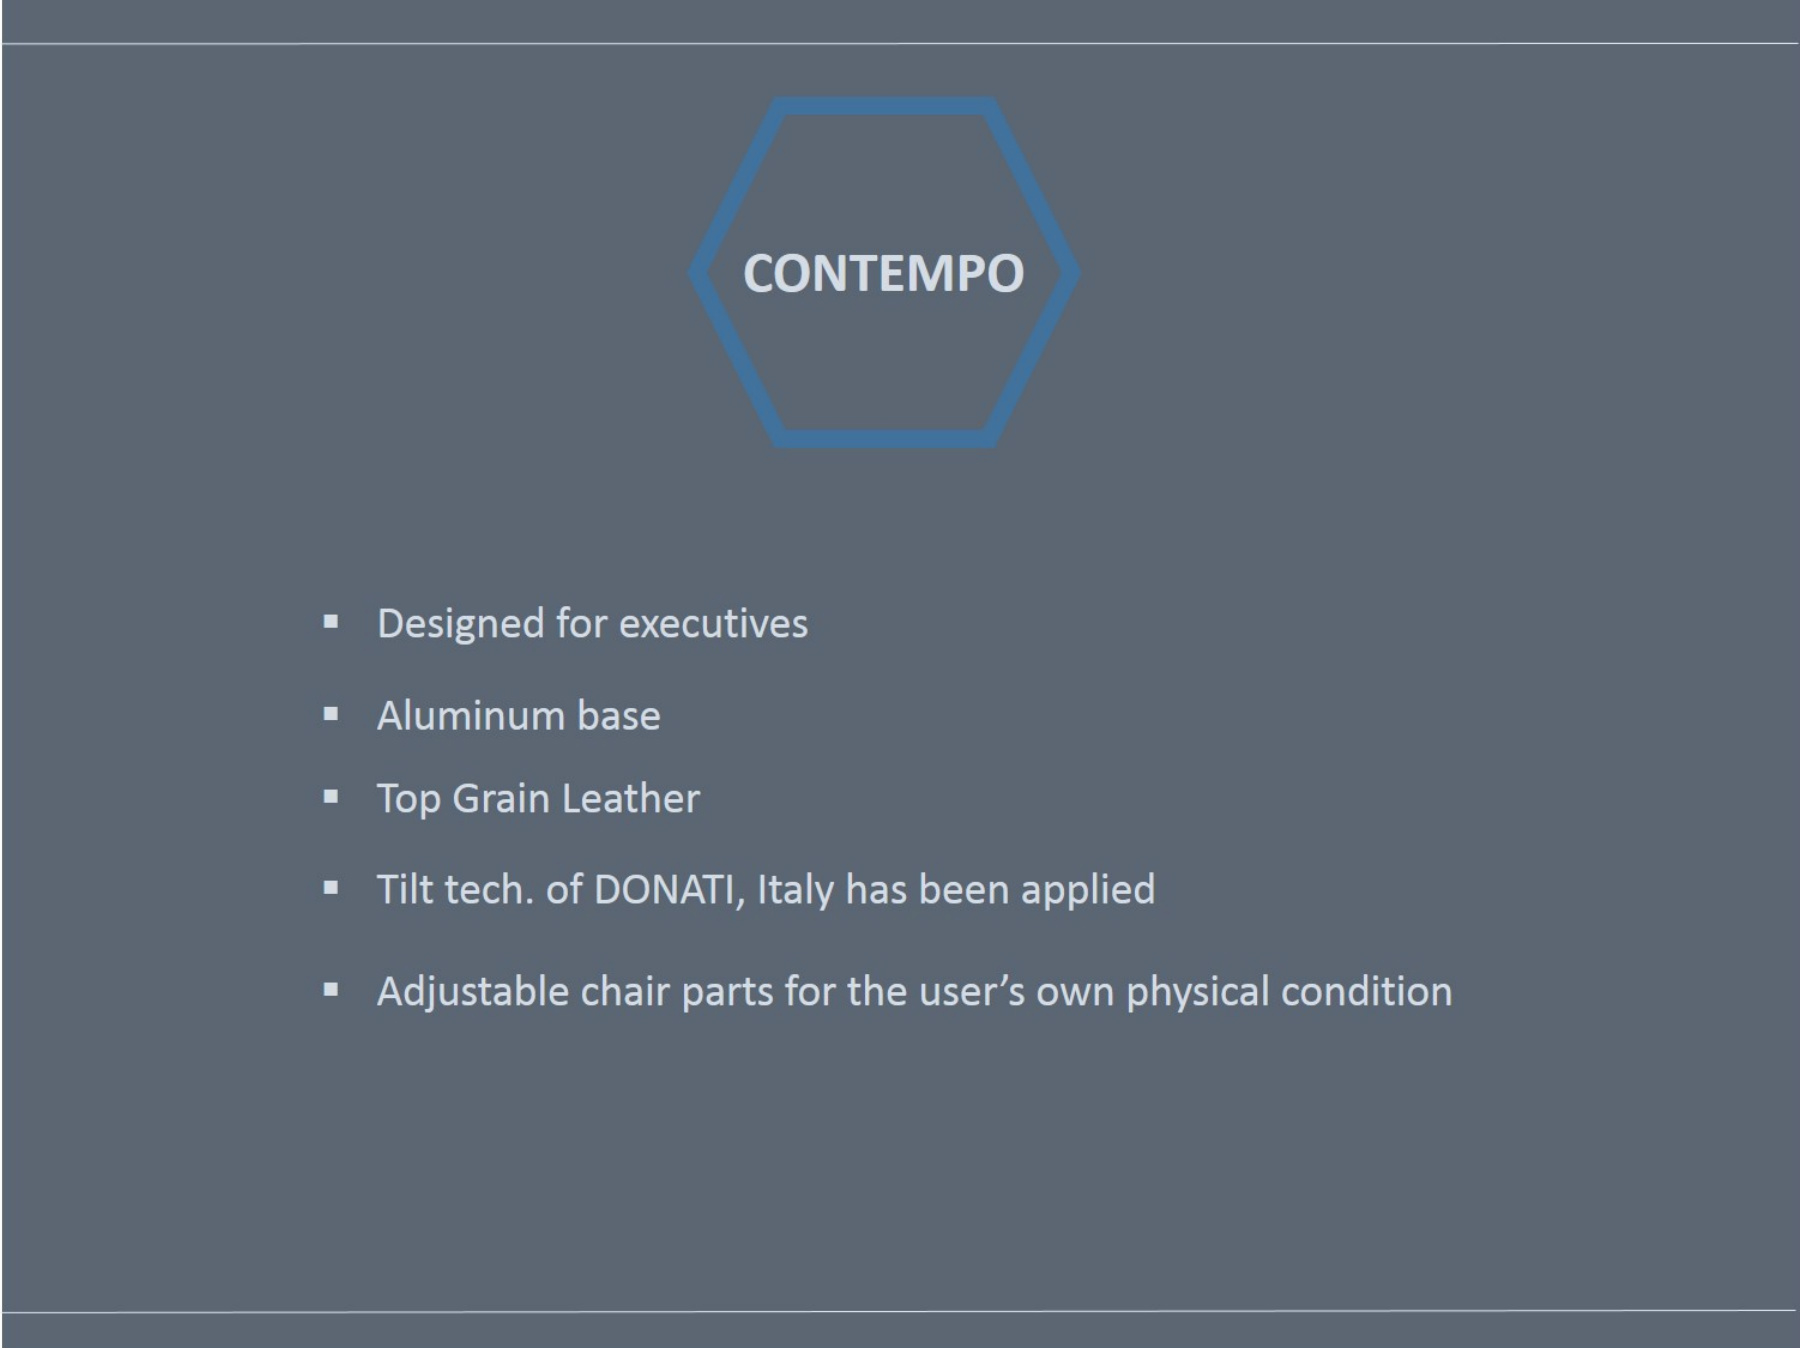 CONTEMPO
▪ Designed for executives
▪ Aluminum base
▪ Top Grain Leather
▪ Tilt tech. of DONATI, Italy has been applied
▪ Adjustable chair parts for the user’s own physical condition